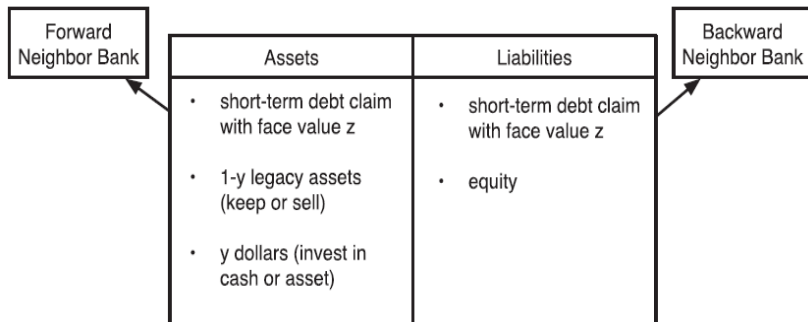 Forward
Neighbor Bank
Backward
Neighbor Bank
Assets
Liabilities
• short-term debt claim
with face value z
• 1-y legacy assets
(keep or sell)
• y dollars (invest in
cash or asset)
• short-term debt claim
with face value z
• equity